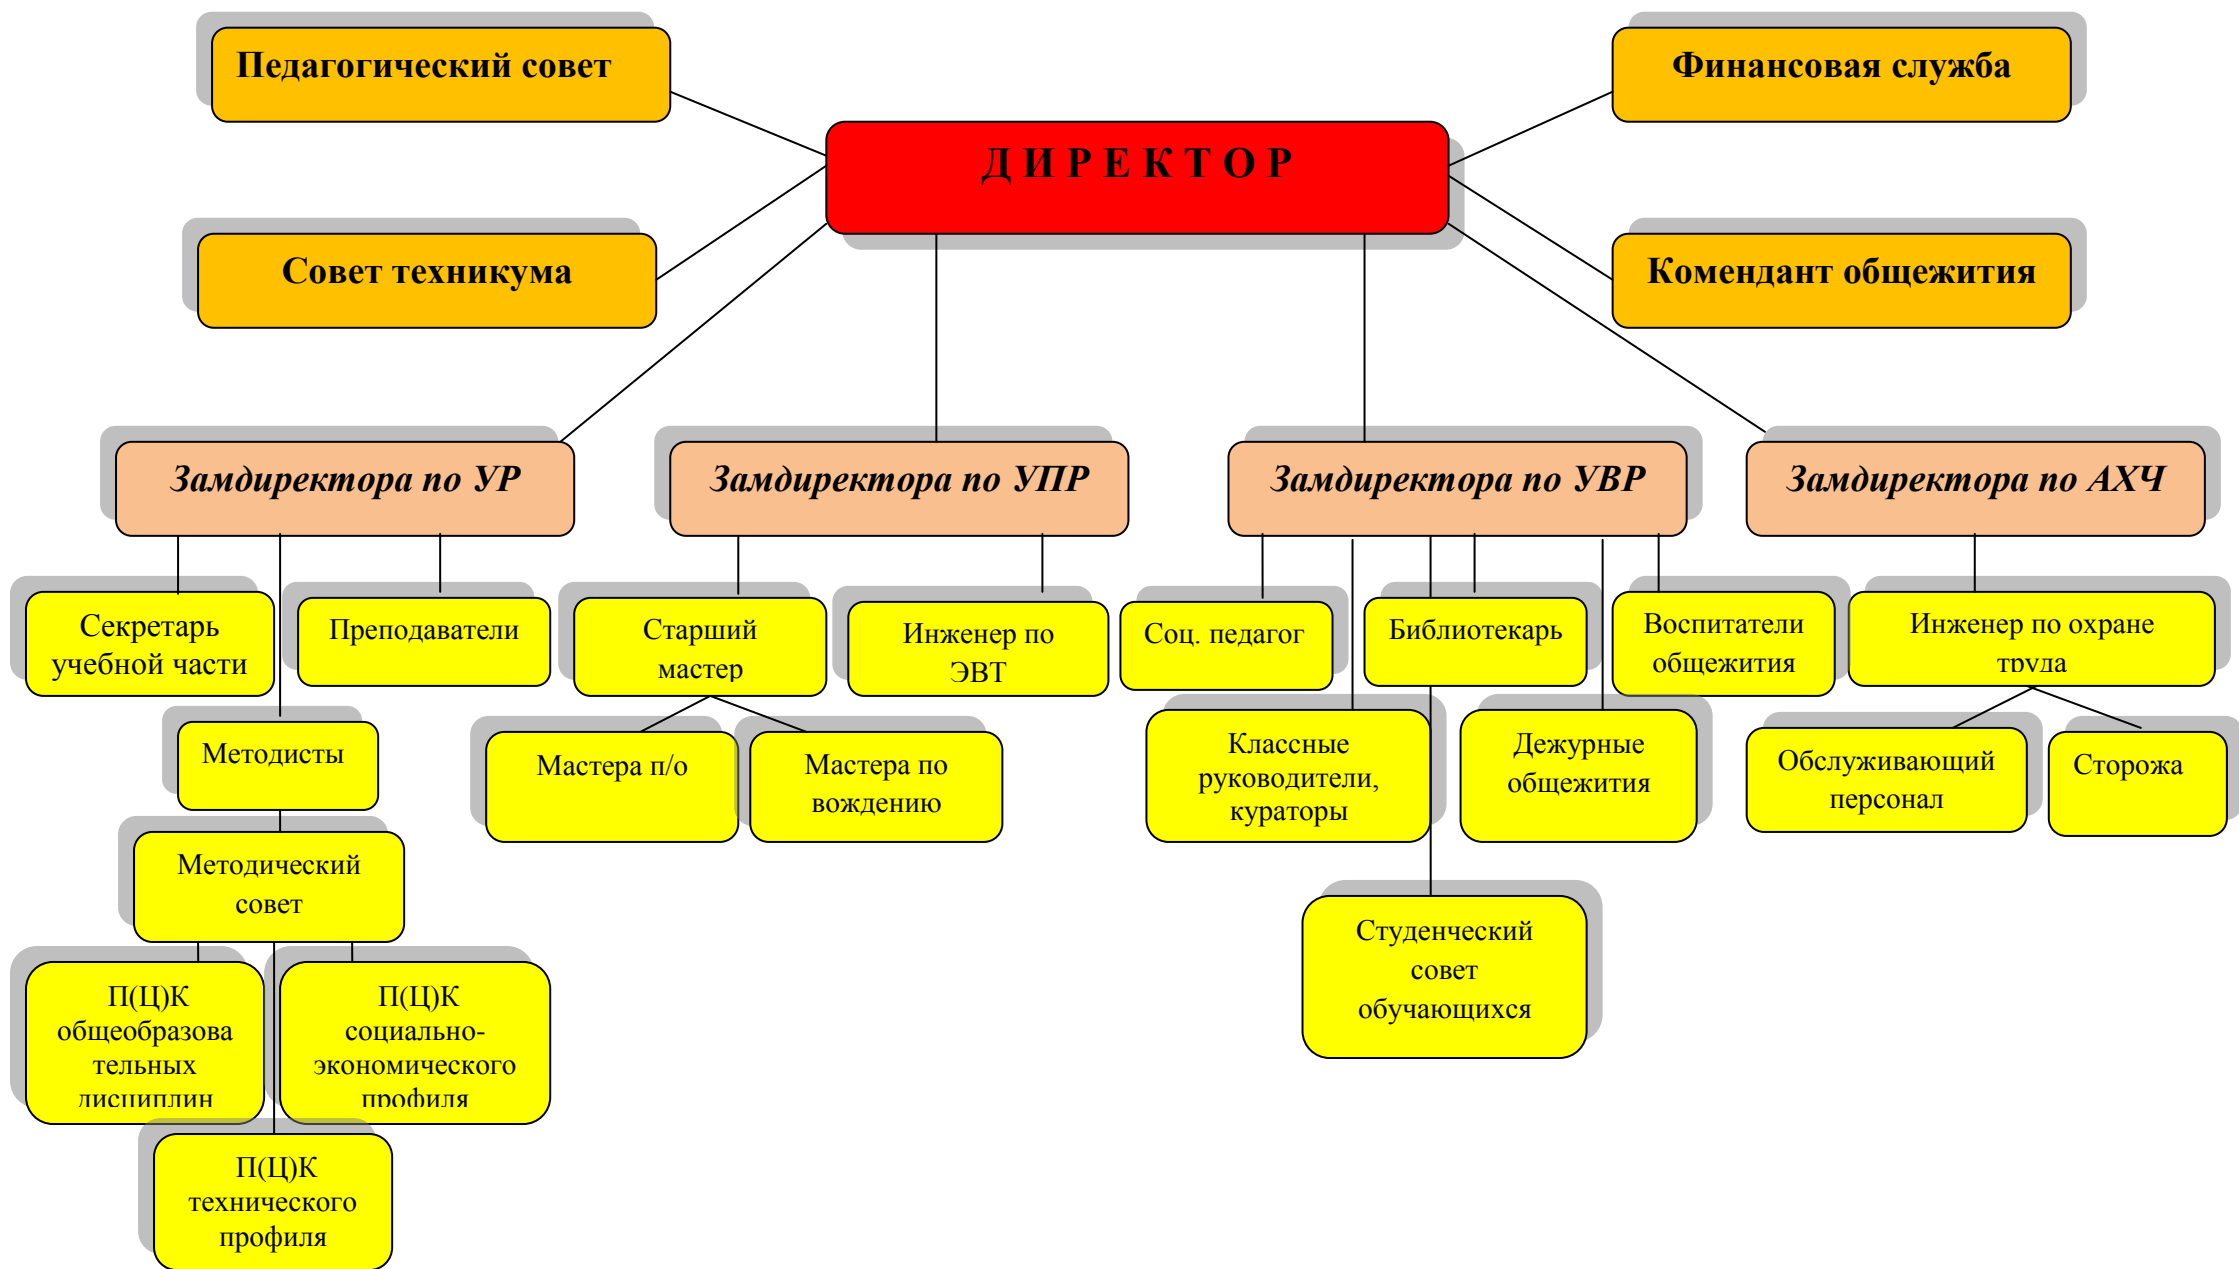 Педагогический совет
Финансовая служба
Д И Р Е К Т О Р
Совет техникума
Комендант общежития
Замдиректора по УР
Замдиректора по УПР
Замдиректора по УВР
Замдиректора по АХЧ
Секретарь
учебной части
Преподаватели
Старший
мастер
Инженер по
ЭВТ
Соц. педагог
Библиотекарь
Воспитатели
общежития
Инженер по охране
труда
Методисты
Мастера п/о
Мастера по
вождению
Классные
руководители,
кураторы
Дежурные
общежития
Обслуживающий
персонал
Сторожа
Методический
совет
Студенческий
совет
обучающихся
П(Ц)К
общеобразова
тельных
дисциплин
П(Ц)К
социально-
экономического
профиля
П(Ц)К
технического
профиля